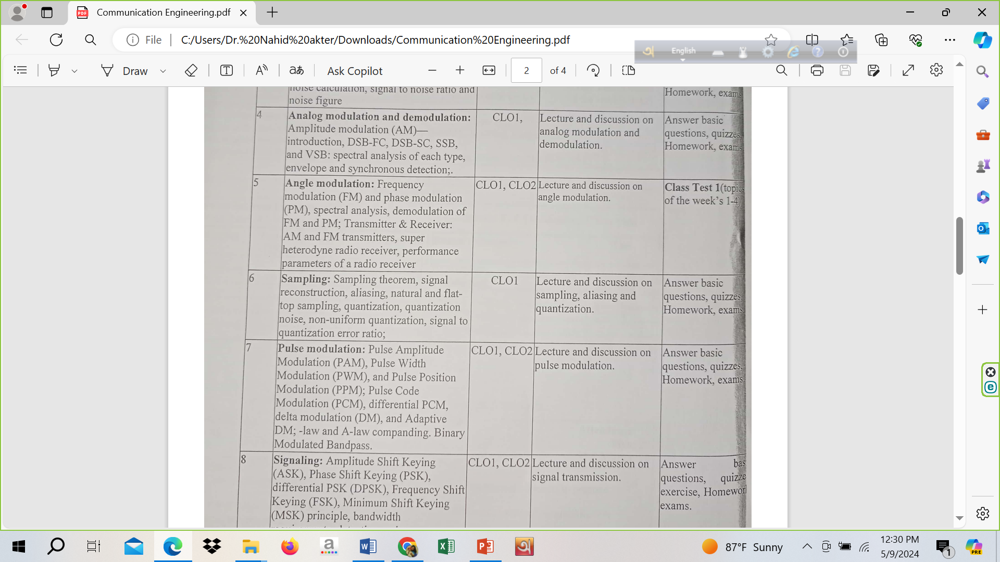 Communication Engineering.pdf
File
C:/Users/Dr.%20Nahid%20akter/Downloads/Communication%20Engineering.pdf
English
Draw
Ask Copilot
2
of 4
noise calculation, signal to noise ratio and
noise figure
Homework, exams
4
Analog modulation and demodulation:
Amplitude modulation (AM)—
introduction, DSB-FC, DSB-SC, SSB,
and VSB: spectral analysis of each type,
envelope and synchronous detection;.
CLO1,
Lecture and discussion on
analog modulation and
demodulation.
Answer basic
questions, quizzes,
Homework, exams.
5
Angle modulation: Frequency
modulation (FM) and phase modulation
(PM), spectral analysis, demodulation of
FM and PM; Transmitter & Receiver:
AM and FM transmitters, super
heterodyne radio receiver, performance
parameters of a radio receiver
CLO1, CLO2
Lecture and discussion on
angle modulation.
Class Test 1(topics
of the week's 1-4)
6
Sampling: Sampling theorem, signal
reconstruction, aliasing, natural and flat-
top sampling, quantization, quantization
noise, non-uniform quantization, signal to
quantization error ratio;
CLO1
Lecture and discussion on
sampling, aliasing and
quantization.
Answer basic
questions, quizzes,
Homework, exams.
7
Pulse modulation: Pulse Amplitude
Modulation (PAM), Pulse Width
Modulation (PWM), and Pulse Position
Modulation (PPM); Pulse Code
Modulation (PCM), differential PCM,
delta modulation (DM), and Adaptive
DM; -law and A-law companding. Binary
Modulated Bandpass.
CLO1, CLO2
Lecture and discussion on
pulse modulation.
Answer basic
questions, quizzes,
Homework, exams.
8
Signaling: Amplitude Shift Keying
(ASK), Phase Shift Keying (PSK),
differential PSK (DPSK), Frequency Shift
Keying (FSK), Minimum Shift Keying
(MSK) principle, bandwidth
CLO1, CLO2
Lecture and discussion on
signal transmission.
Answer bas
questions, quizze
exercise, Homewor
exams.
87°F Sunny
12:30 PM
5/9/2024
1